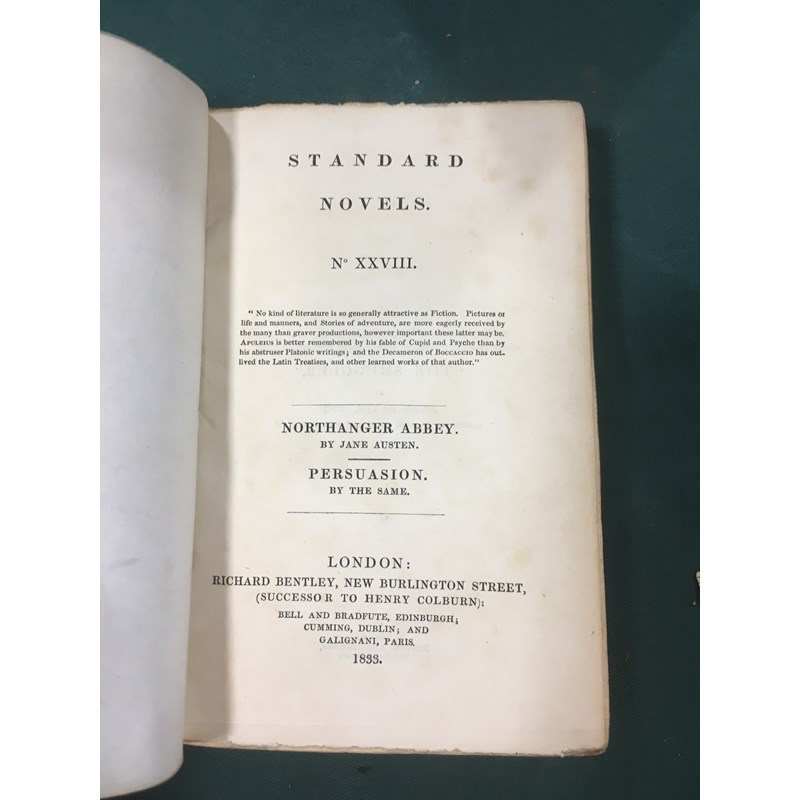 STANDARD
NOVELS.
Nº XXVIII.
" No kind of literature is so generally attractive as Fiction. Pictures of
life and manners, and Stories of adventure, are more eagerly received by
the many than graver productions, however important these latter may be.
APULEIUS is better remembered by his fable of Cupid and Psyche than by
his abstruser Platonic writings; and the Decameron of BOCCACCIO has out-
lived the Latin Treatises, and other learned works of that author."
NORTHANGER ABBEY.
BY JANE AUSTEN.
PERSUASION.
BY THE SAME.
LONDON:
RICHARD BENTLEY, NEW BURLINGTON STREET,
(SUCCESSOR TO HENRY COLBURN):
BELL AND BRADFUTE, EDINBURGH;
CUMMING, DUBLIN; AND
GALIGNANI, PARIS.
1833.